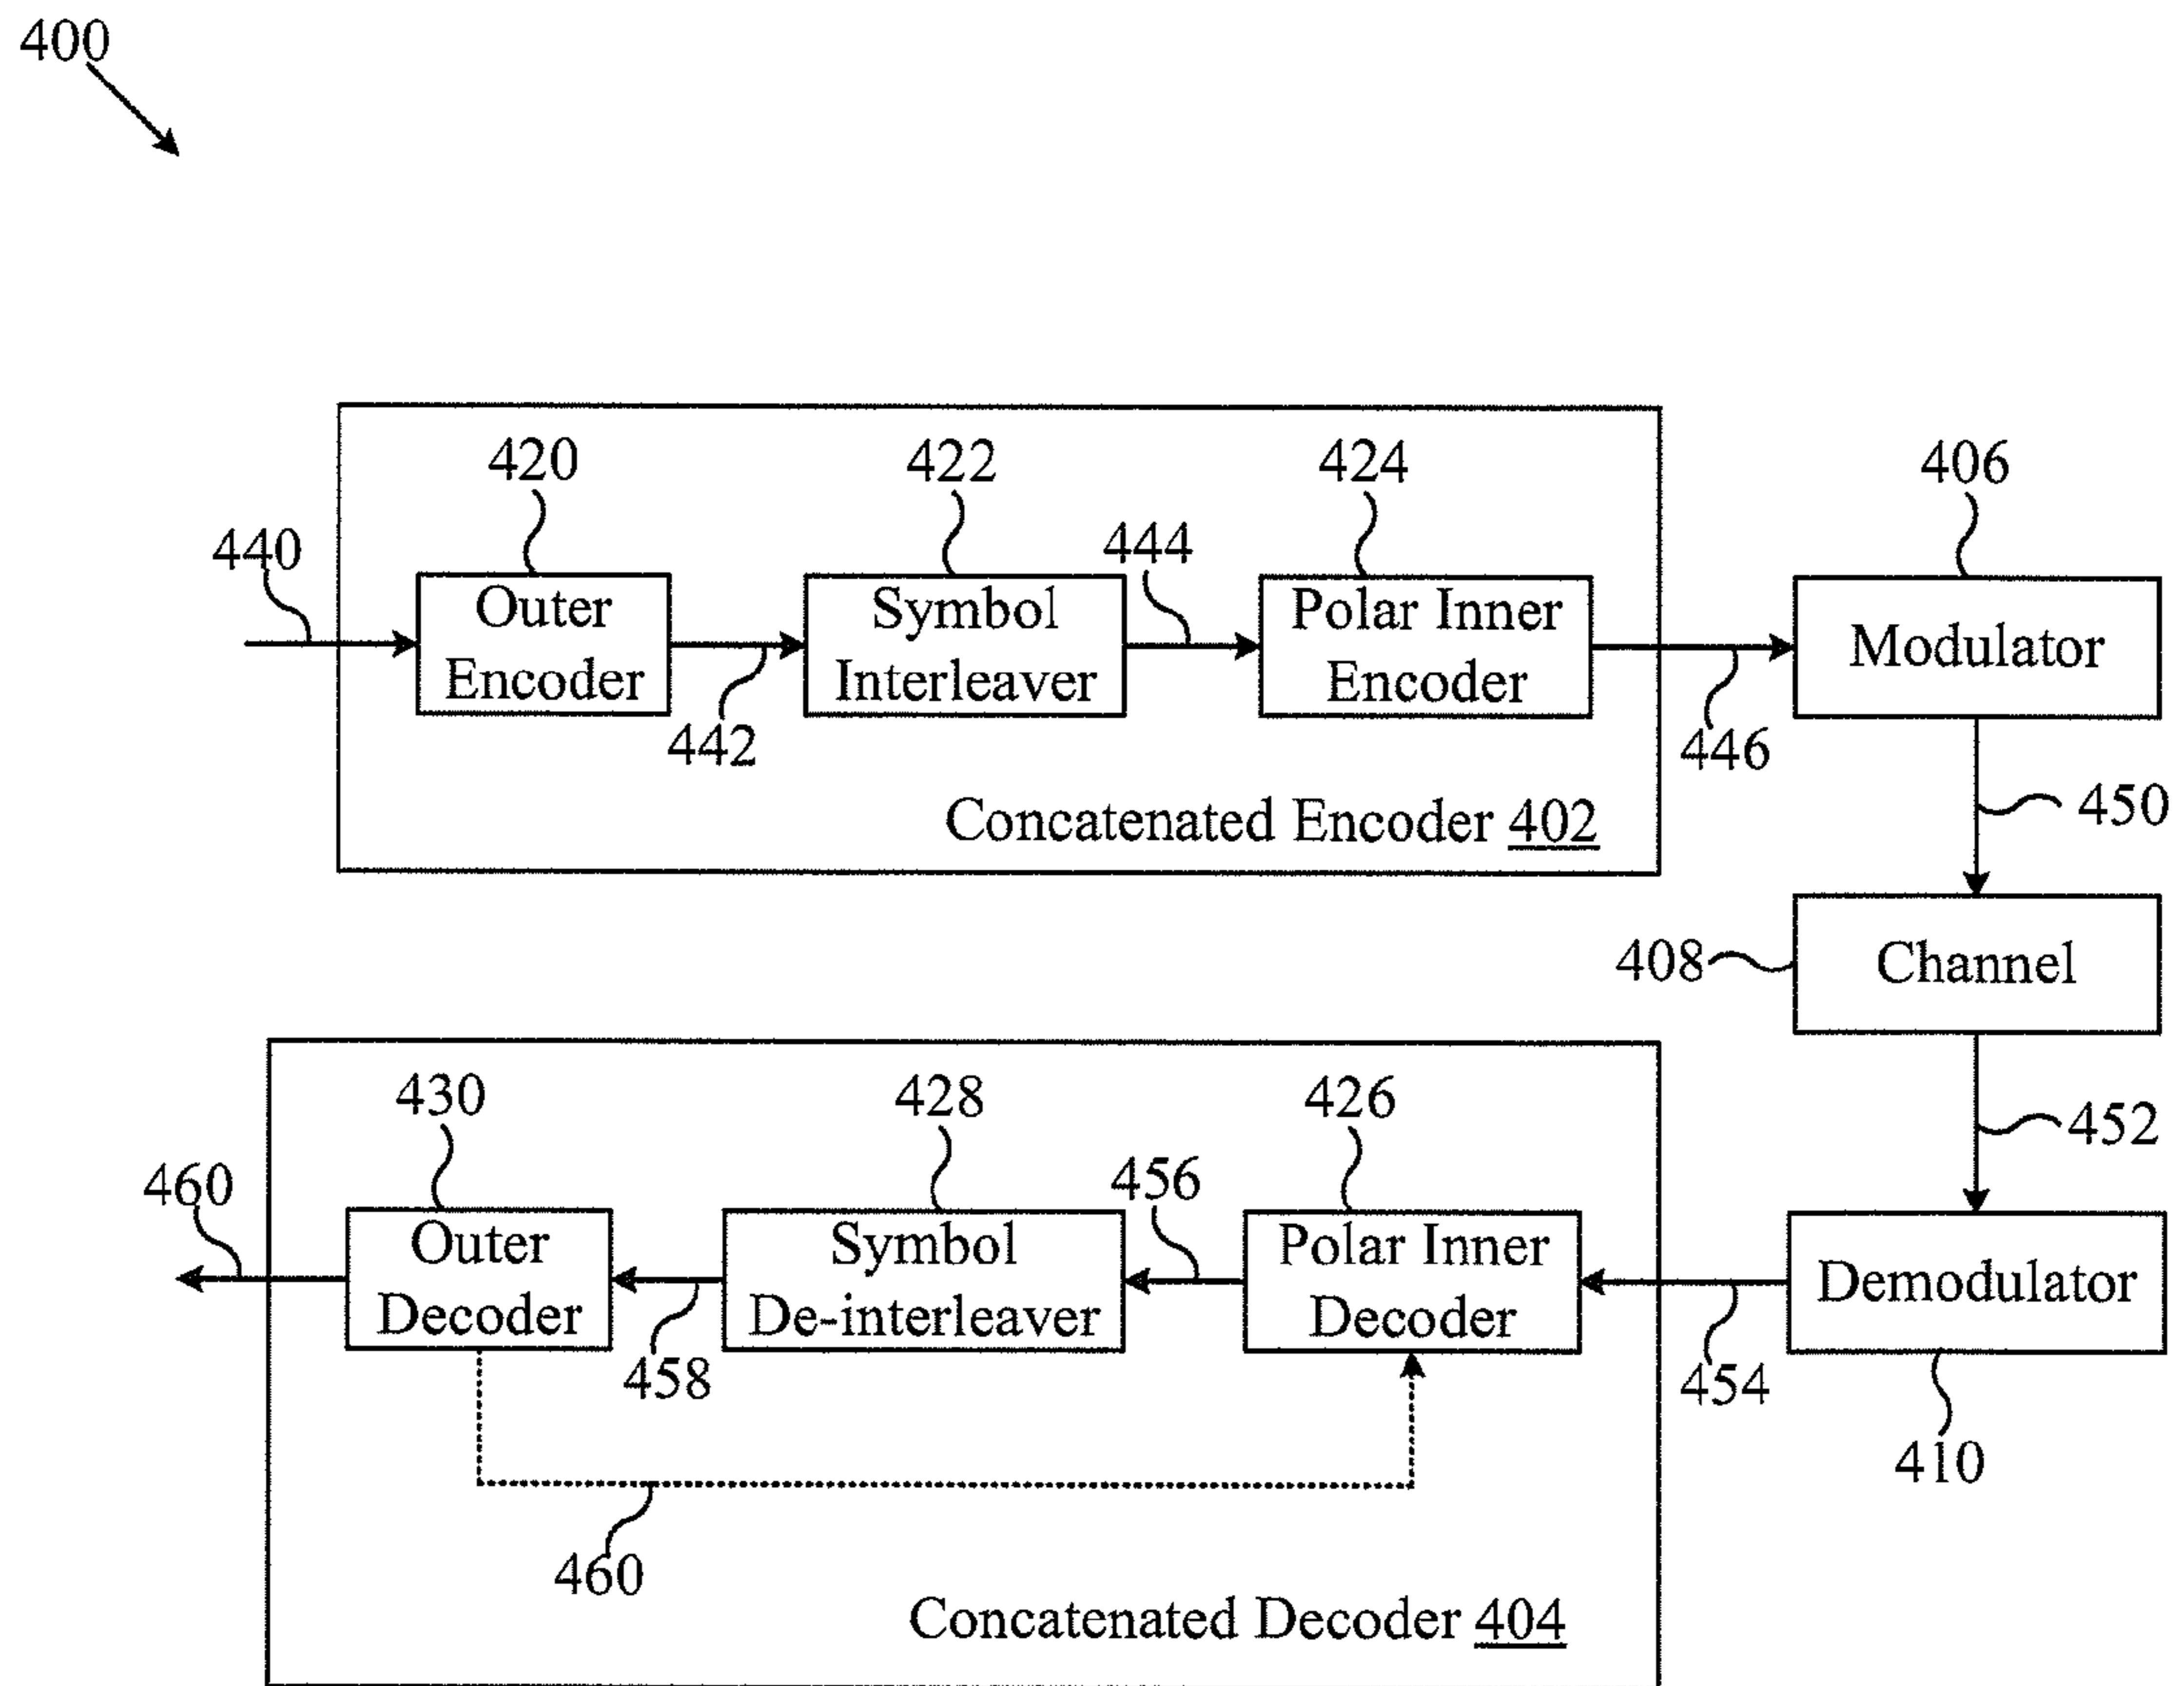 400
420
422
424
406
440
444
Outer
Encoder
Symbol
Interleaver
Polar Inner
Encoder
Modulator
442
446
450
Concatenated Encoder 402
408
Channel
452
430
428
426
460
456
Outer
Decoder
Symbol
De-interleaver
Polar Inner
Decoder
Demodulator
458
454
410
460
Concatenated Decoder 404